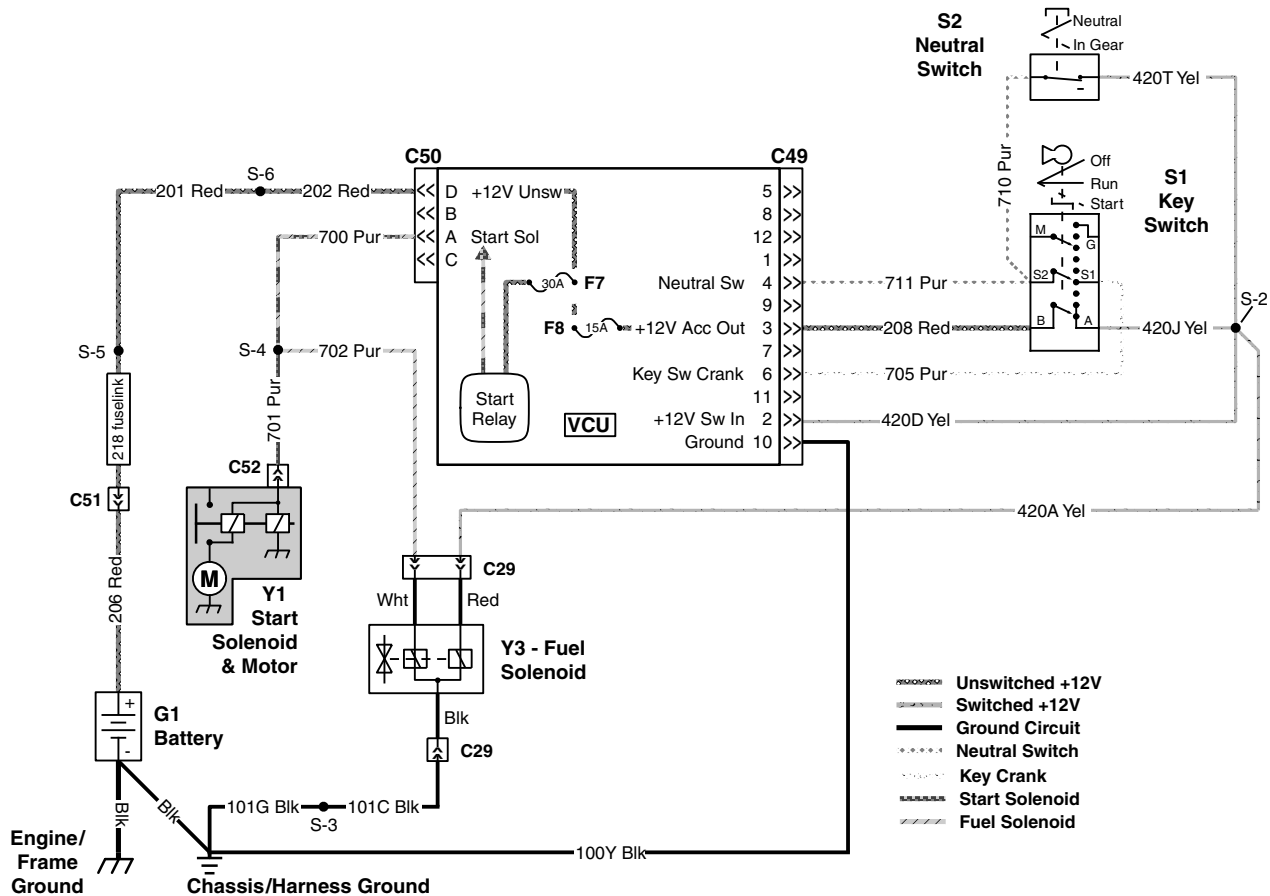 S2
Neutral
Switch
Neutral
In Gear
-
420T Yel
710 Pur
C50
C49
S1
Key
Switch
Off
Run
Start
M
G
S2
S1
B
A
S-6
201 Red
202 Red
D
+12V Unsw
B
700 Pur
A
Start Sol
C
5
8
12
1
Neutral Sw
4
9
+12V Acc Out
3
7
Key Sw Crank
6
11
+12V Sw In
2
Ground
10
30A
F7
F8
15A
711 Pur
208 Red
420J Yel
S-2
705 Pur
420D Yel
420A Yel
S-5
S-4
702 Pur
Start
Relay
VCU
218 fuselink
701 Pur
C52
C51
M
206 Red
Y1
Start
Solenoid
& Motor
C29
Wht
Red
Y3 - Fuel
Solenoid
Blk
C29
+
-
G1
Battery
101G Blk
101C Blk
S-3
Blk
Blk
100Y Blk
Engine/
Frame
Ground
Chassis/Harness Ground
Unswitched +12V
Switched +12V
Ground Circuit
Neutral Switch
Key Crank
Start Solenoid
Fuel Solenoid